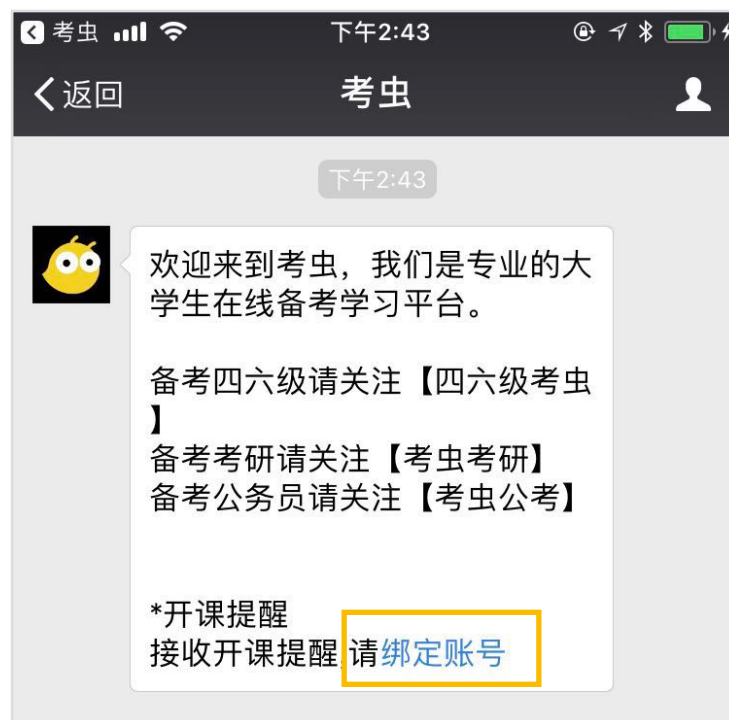 考虫 下午2:43
返回 考虫
下午2:43
欢迎来到考虫，我们是专业的大
学生在线备考学习平台。
备考四六级请关注【四六级考虫
】
备考考研请关注【考虫考研】
备考公务员请关注【考虫公考】
*开课提醒
接收开课提醒,请绑定账号